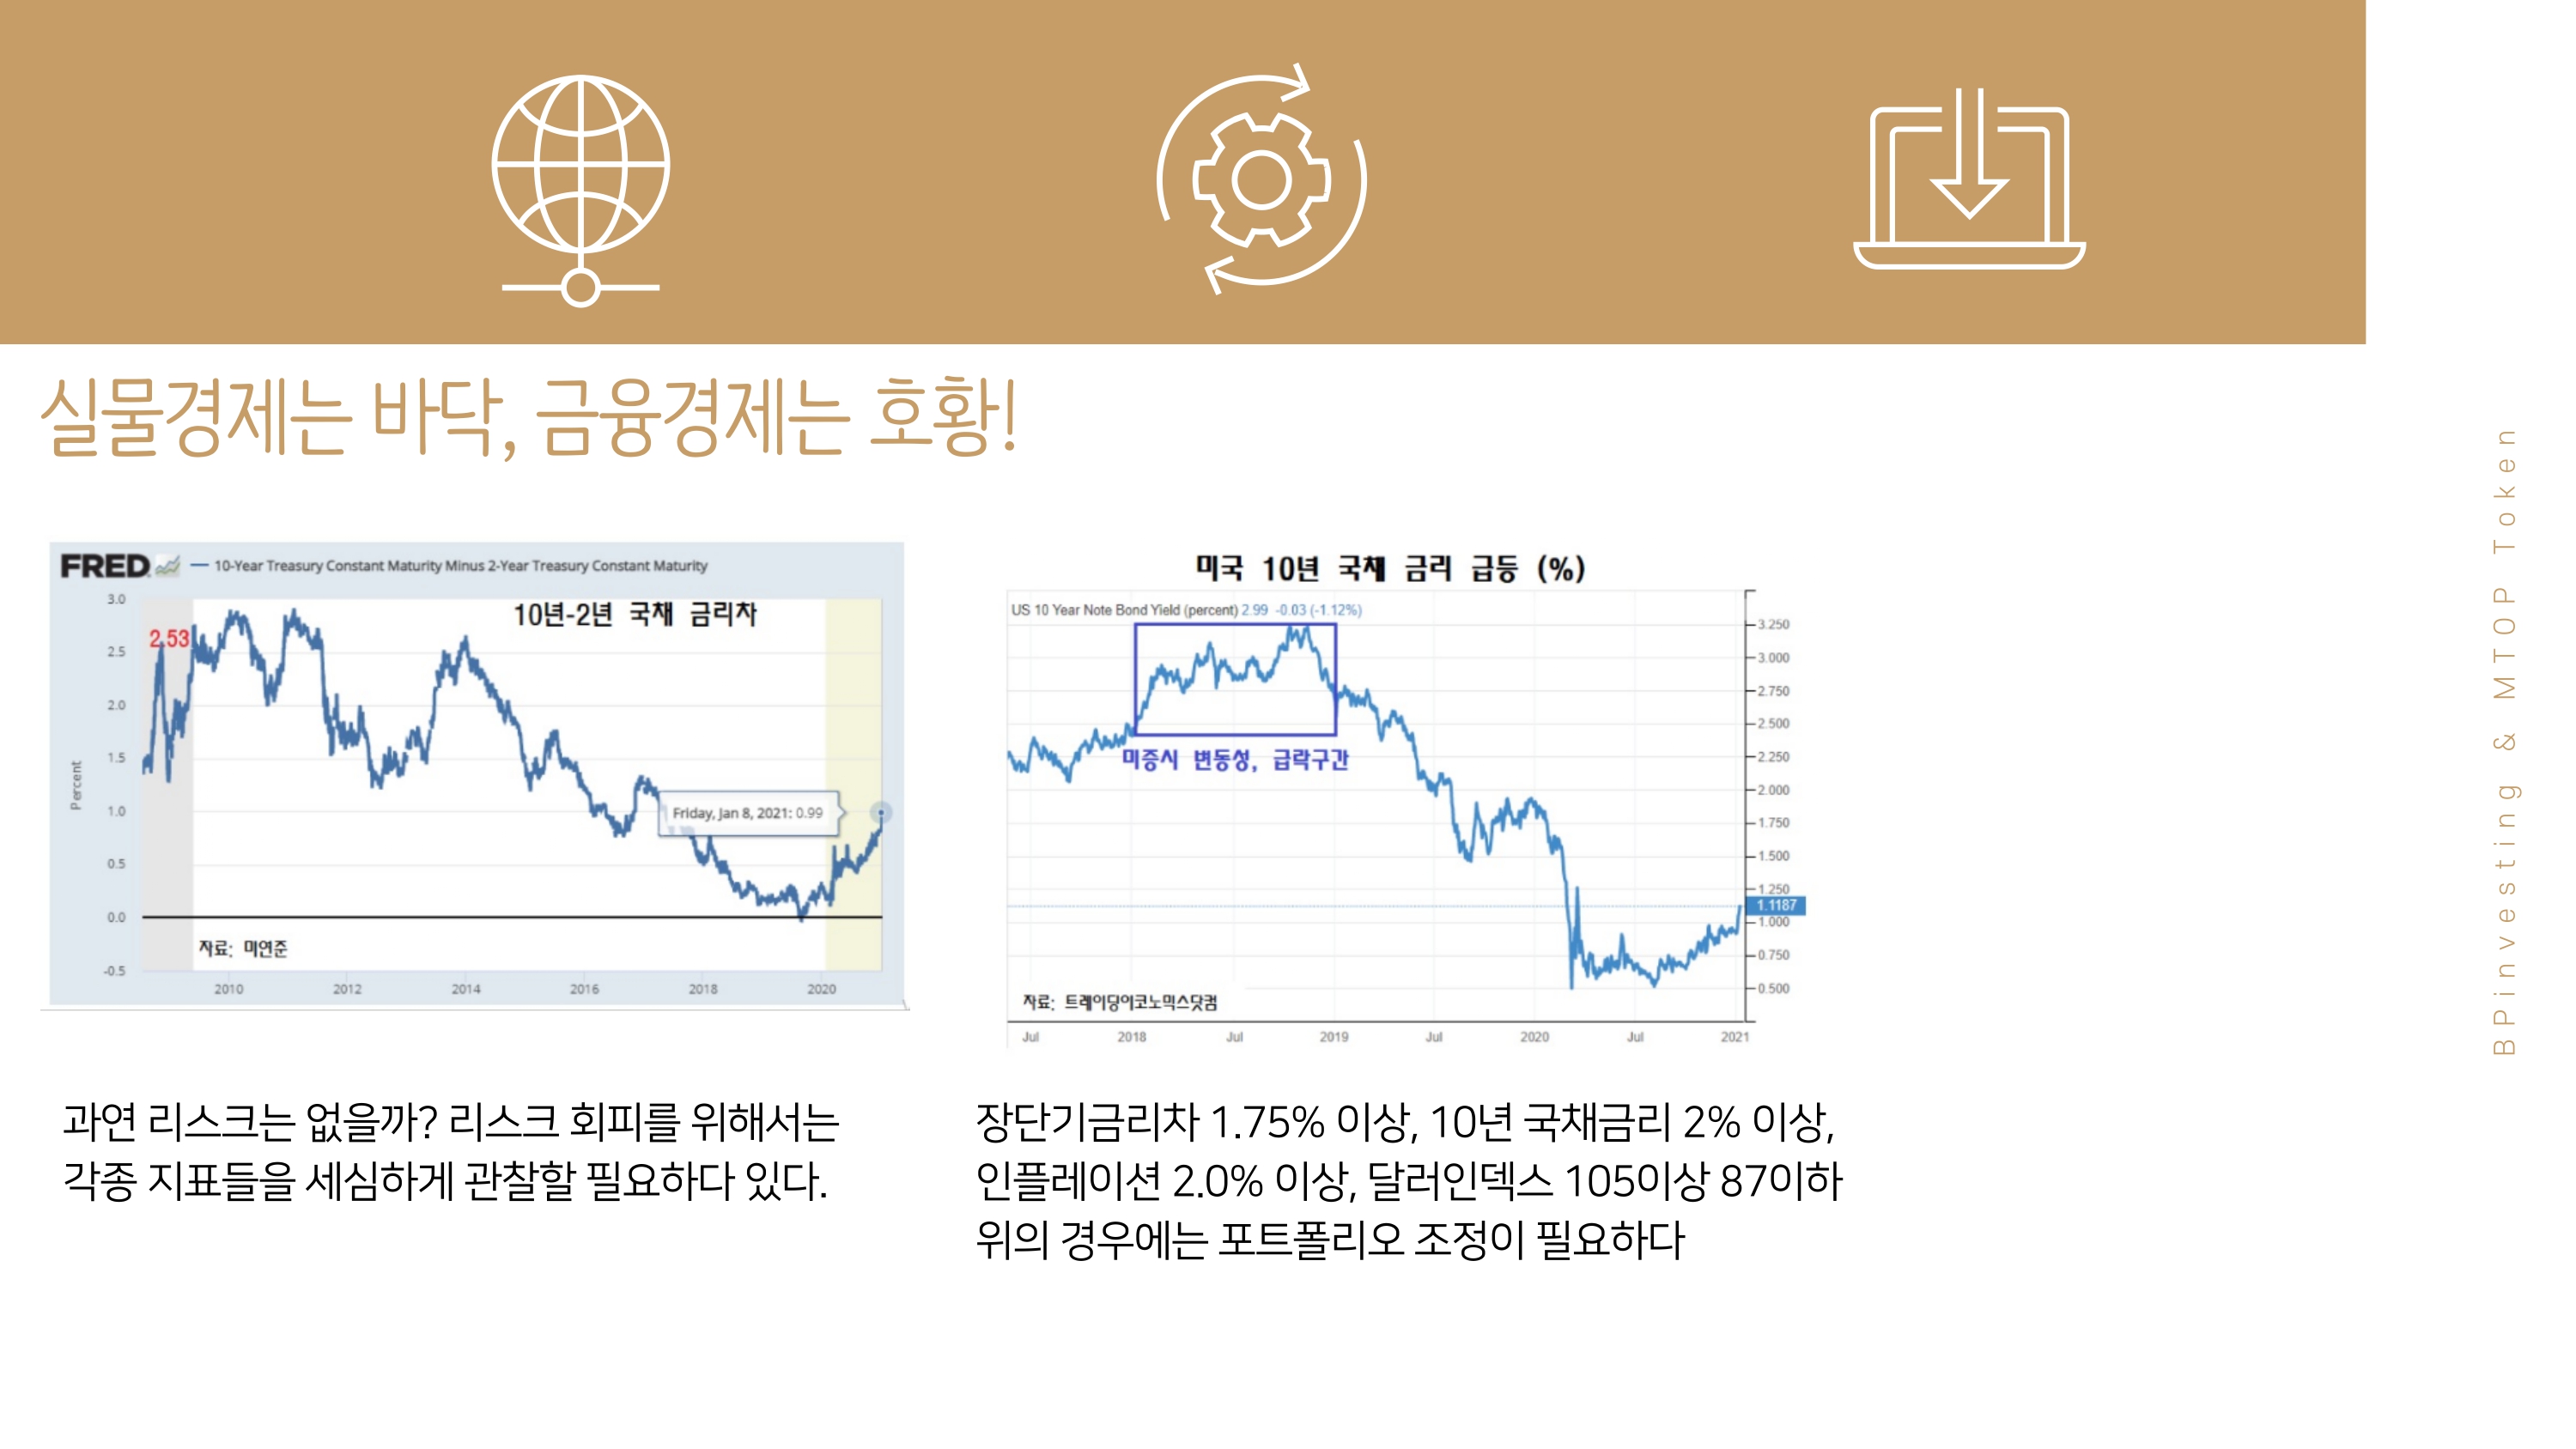 실물경제는 바닥, 금융경제는 호황!
FRED
10-Year Treasury Constant Maturity Minus 2-Year Treasury Constant Maturity
10년-2년 국채 금리차
2.53
3.0
2.5
2.0
1.5
1.0
0.5
0.0
-0.5
Percent
Friday, Jan 8, 2021: 0.99
자료: 미연준
2010 2012 2014 2016 2018 2020
미국 10년 국채 금리 급등 (%)
US 10 Year Note Bond Yield (percent) 2.99 -0.03 (-1.12%)
미증시 변동성, 급락구간
3.250
3.000
2.750
2.500
2.250
2.000
1.750
1.500
1.250
1.1187
1.000
0.750
0.500
자료: 트레이딩이코노믹스닷컴
Jul 2018 Jul 2019 Jul 2020 Jul 2021
과연 리스크는 없을까? 리스크 회피를 위해서는
각종 지표들을 세심하게 관찰할 필요하다 있다.
장단기금리차 1.75% 이상, 10년 국채금리 2% 이상,
인플레이션 2.0% 이상, 달러인덱스 105이상 87이하
위의 경우에는 포트폴리오 조정이 필요하다
BPinvesting & MTOP Token